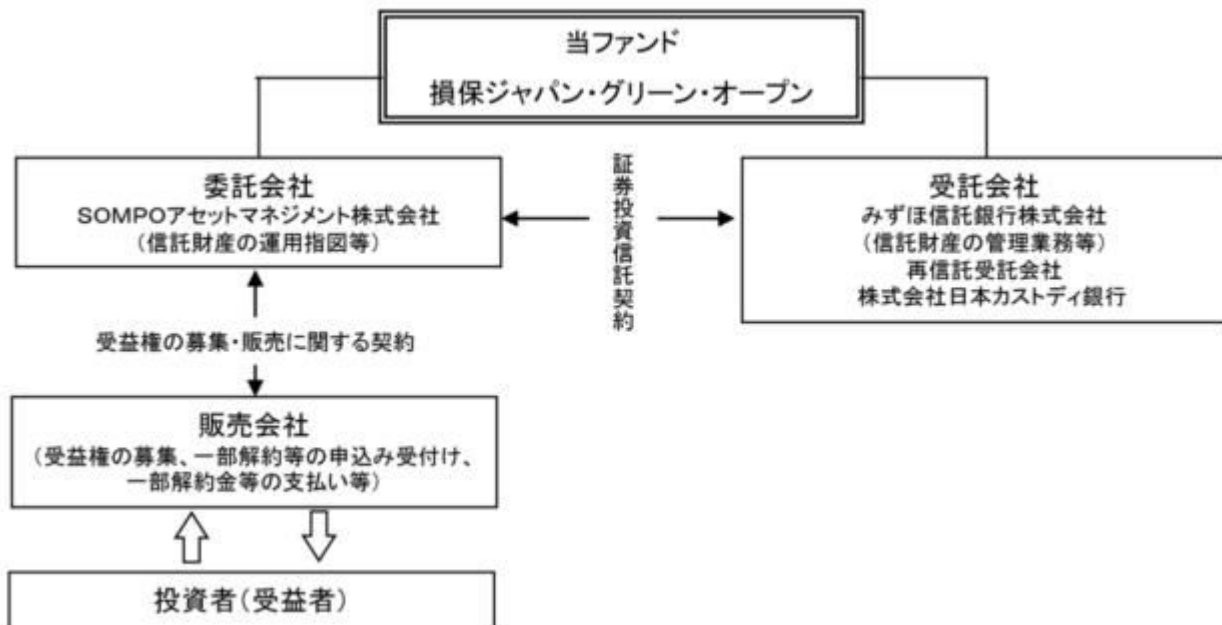 当ファンド
損保ジャパン・グリーン・オープン
委託会社
SOMPOアセットマネジメント株式会社
(信託財産の運用指図等)
証券投資信託契約
受託会社
みずほ信託銀行株式会社
(信託財産の管理業務等)
再信託受託会社
株式会社日本カストディ銀行
受益権の募集・販売に関する契約
販売会社
(受益権の募集、一部解約等の申込み受付け、
一部解約金等の支払い等)
投資者(受益者)